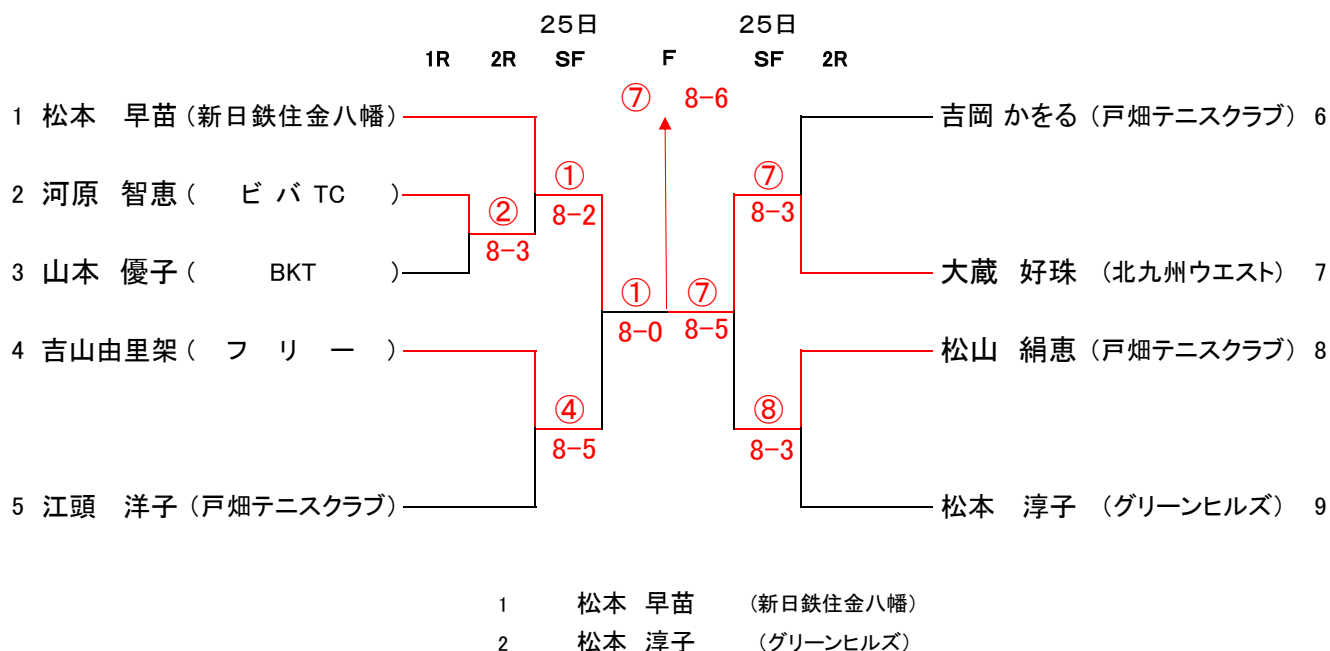 25日 25日
1R 2R SF F SF 2R
⑦ 8-6
1 松本 早苗 (新日鉄住金八幡) 吉岡 かをる (戸畑テニスクラブ) 6
① ⑦
2 河原 智恵 ( ビ バ TC ) 8-2 8-3
② 8-3
3 山本 優子 ( BKT ) 大蔵 好珠 (北九州ウエスト) 7
① ⑦
8-0 8-5
4 吉山由里架 ( フ リ ー ) 松山 絹恵 (戸畑テニスクラブ) 8
④ ⑧
8-5 8-3
5 江頭 洋子 (戸畑テニスクラブ) 松本 淳子 (グリーンヒルズ) 9
1 松本 早苗 (新日鉄住金八幡)
2 松本 淳子 (グリーンヒルズ)